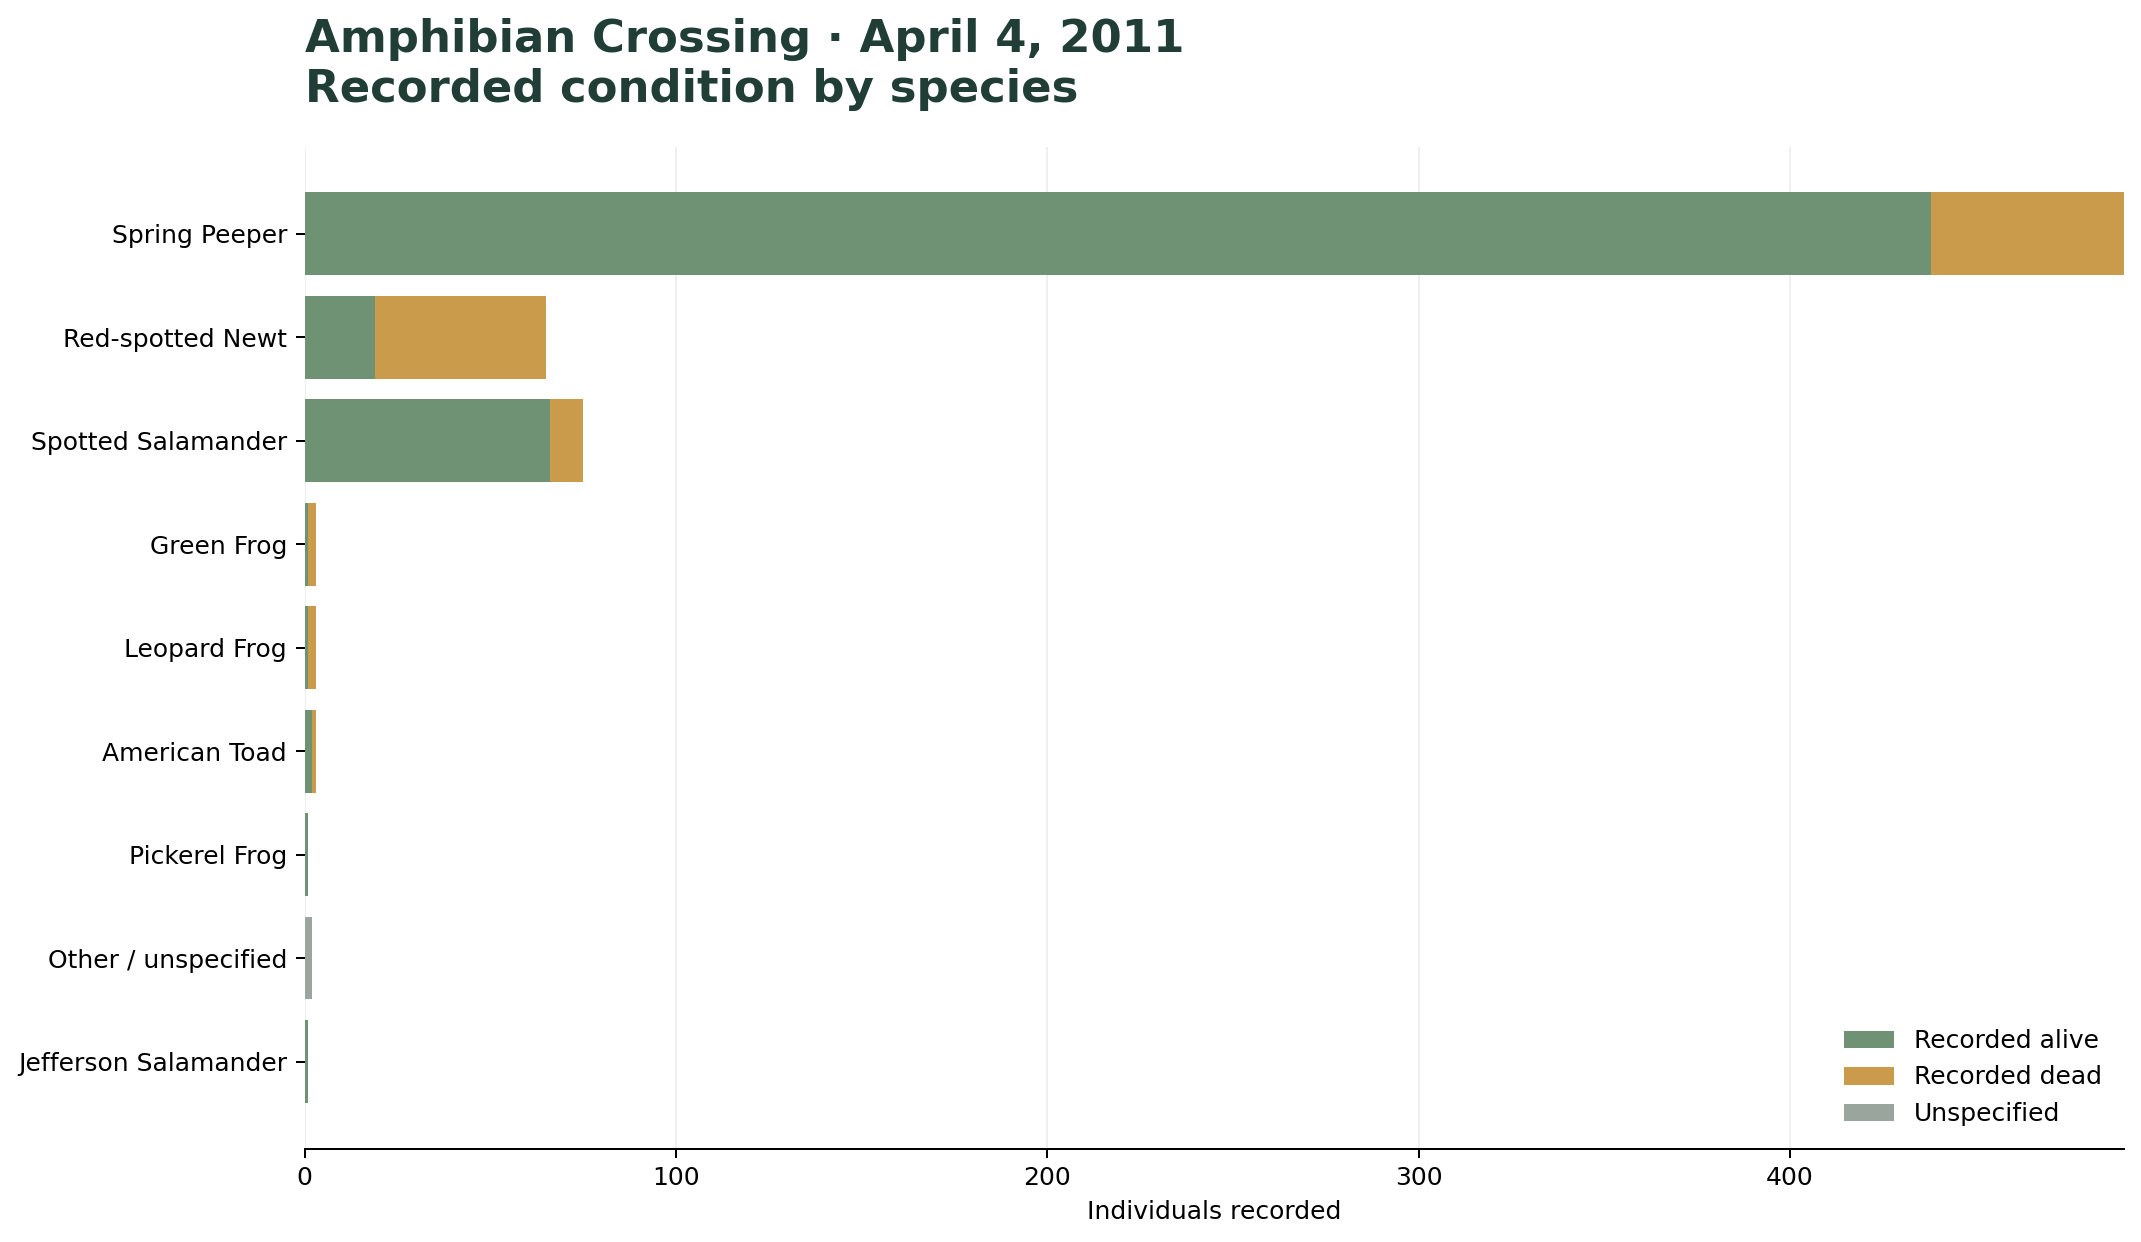 Amphibian Crossing · April 4, 2011
Recorded condition by species
Spring Peeper
Red-spotted Newt
Spotted Salamander
Green Frog
Leopard Frog
American Toad
Pickerel Frog
Other / unspecified
Jefferson Salamander
Recorded alive
Recorded dead
Unspecified
0 100 200 300 400
Individuals recorded